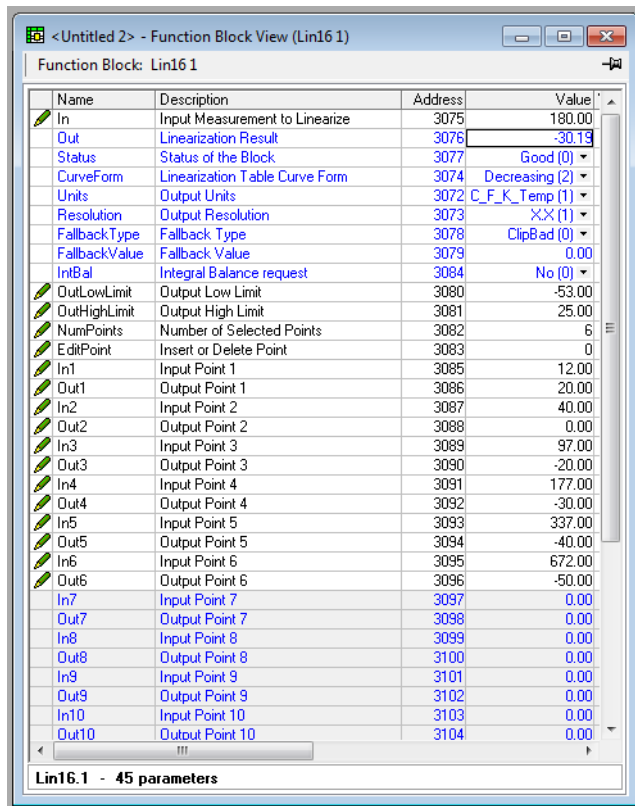 <Untitled 2> - Function Block View (Lin16 1)
Function Block: Lin16 1
Name Description Address Value
In Input Measurement to Linearize 3075 180.00
Out Linearization Result 3076 -30.19
Status Status of the Block 3077 Good (0)
CurveForm Linearization Table Curve Form 3074 Decreasing (2)
Units Output Units 3072 C_F_K_Temp (1)
Resolution Output Resolution 3073 X.X (1)
FallbackType Fallback Type 3078 ClipBad (0)
FallbackValue Fallback Value 3079 0.00
IntBal Integral Balance request 3084 No (0)
OutLowLimit Output Low Limit 3080 -53.00
OutHighLimit Output High Limit 3081 25.00
NumPoints Number of Selected Points 3082 6
EditPoint Insert or Delete Point 3083 0
In1 Input Point 1 3085 12.00
Out1 Output Point 1 3086 20.00
In2 Input Point 2 3087 40.00
Out2 Output Point 2 3088 0.00
In3 Input Point 3 3089 97.00
Out3 Output Point 3 3090 -20.00
In4 Input Point 4 3091 177.00
Out4 Output Point 4 3092 -30.00
In5 Input Point 5 3093 337.00
Out5 Output Point 5 3094 -40.00
In6 Input Point 6 3095 672.00
Out6 Output Point 6 3096 -50.00
In7 Input Point 7 3097 0.00
Out7 Output Point 7 3098 0.00
In8 Input Point 8 3099 0.00
Out8 Output Point 8 3100 0.00
In9 Input Point 9 3101 0.00
Out9 Output Point 9 3102 0.00
In10 Input Point 10 3103 0.00
Out10 Output Point 10 3104 0.00
Lin16.1 - 45 parameters